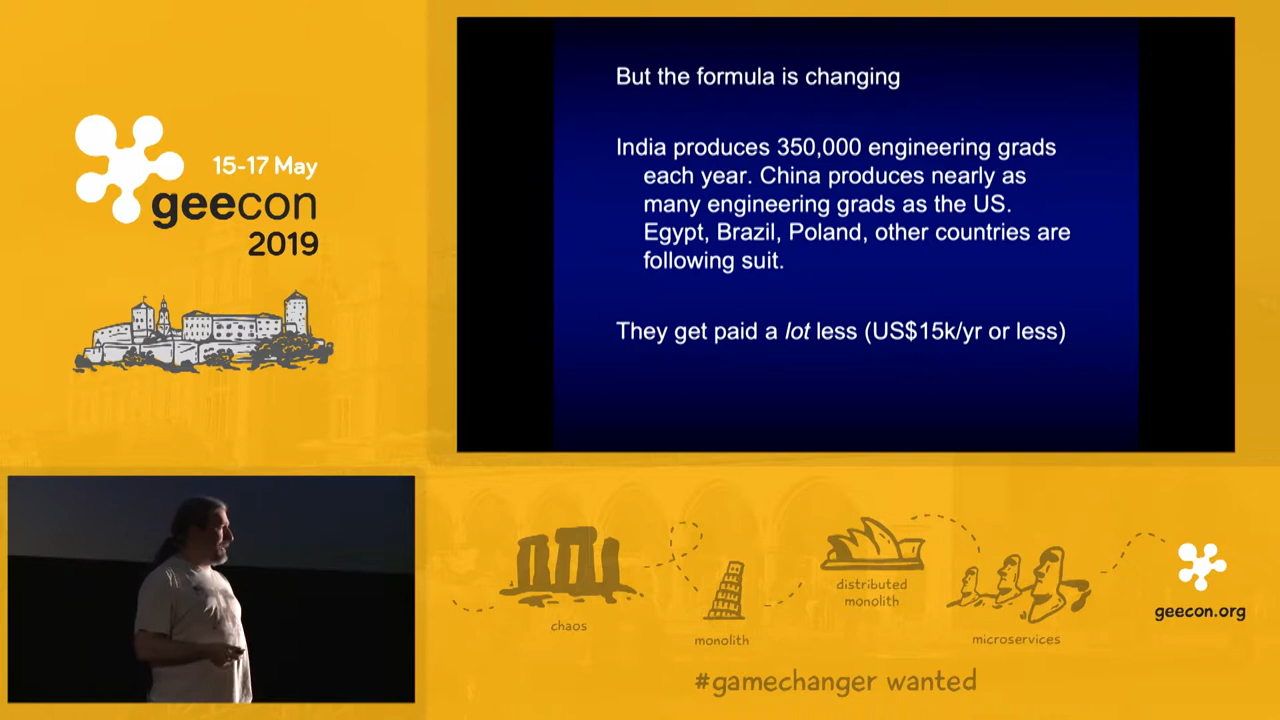 15-17 May
geecon
2019
But the formula is changing
India produces 350,000 engineering grads
each year. China produces nearly as
many engineering grads as the US.
Egypt, Brazil, Poland, other countries are
following suit.
They get paid a lot less (US$15k/yr or less)
chaos
monolith
distributed
monolith
microservices
geecon.org
#gamechanger wanted